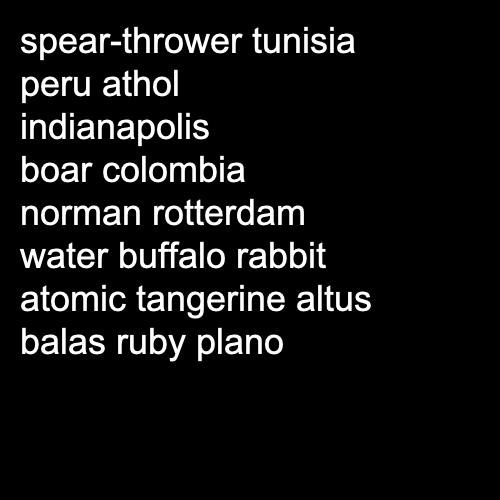 spear-thrower tunisia
peru athol
indianapolis
boar colombia
norman rotterdam
water buffalo rabbit
atomic tangerine altus
balas ruby plano